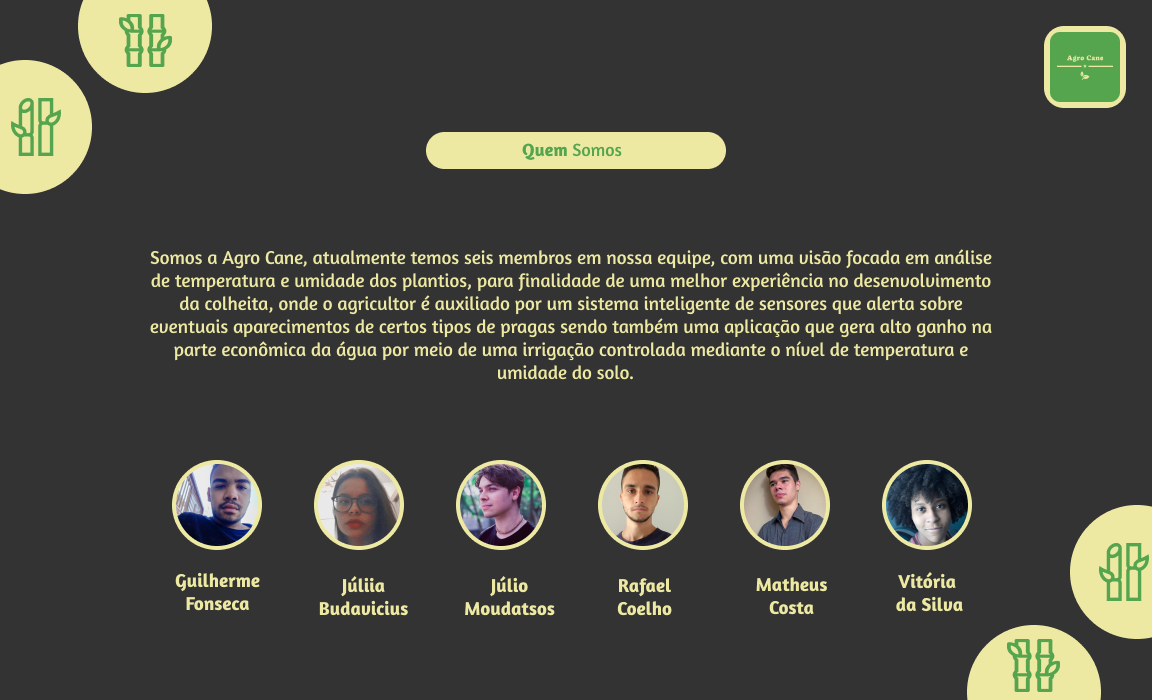 Agro Cane
Quem Somos
Somos a Agro Cane, atualmente temos seis membros em nossa equipe, com uma visão focada em análise
de temperatura e umidade dos plantios, para finalidade de uma melhor experiência no desenvolvimento
da colheita, onde o agricultor é auxiliado por um sistema inteligente de sensores que alerta sobre
eventuais aparecimentos de certos tipos de pragas sendo também uma aplicação que gera alto ganho na
parte econômica da água por meio de uma irrigação controlada mediante o nível de temperatura e
umidade do solo.
Guilherme
Fonseca
Júliia
Budavicius
Júlio
Moudatsos
Rafael
Coelho
Matheus
Costa
Vitória
da Silva